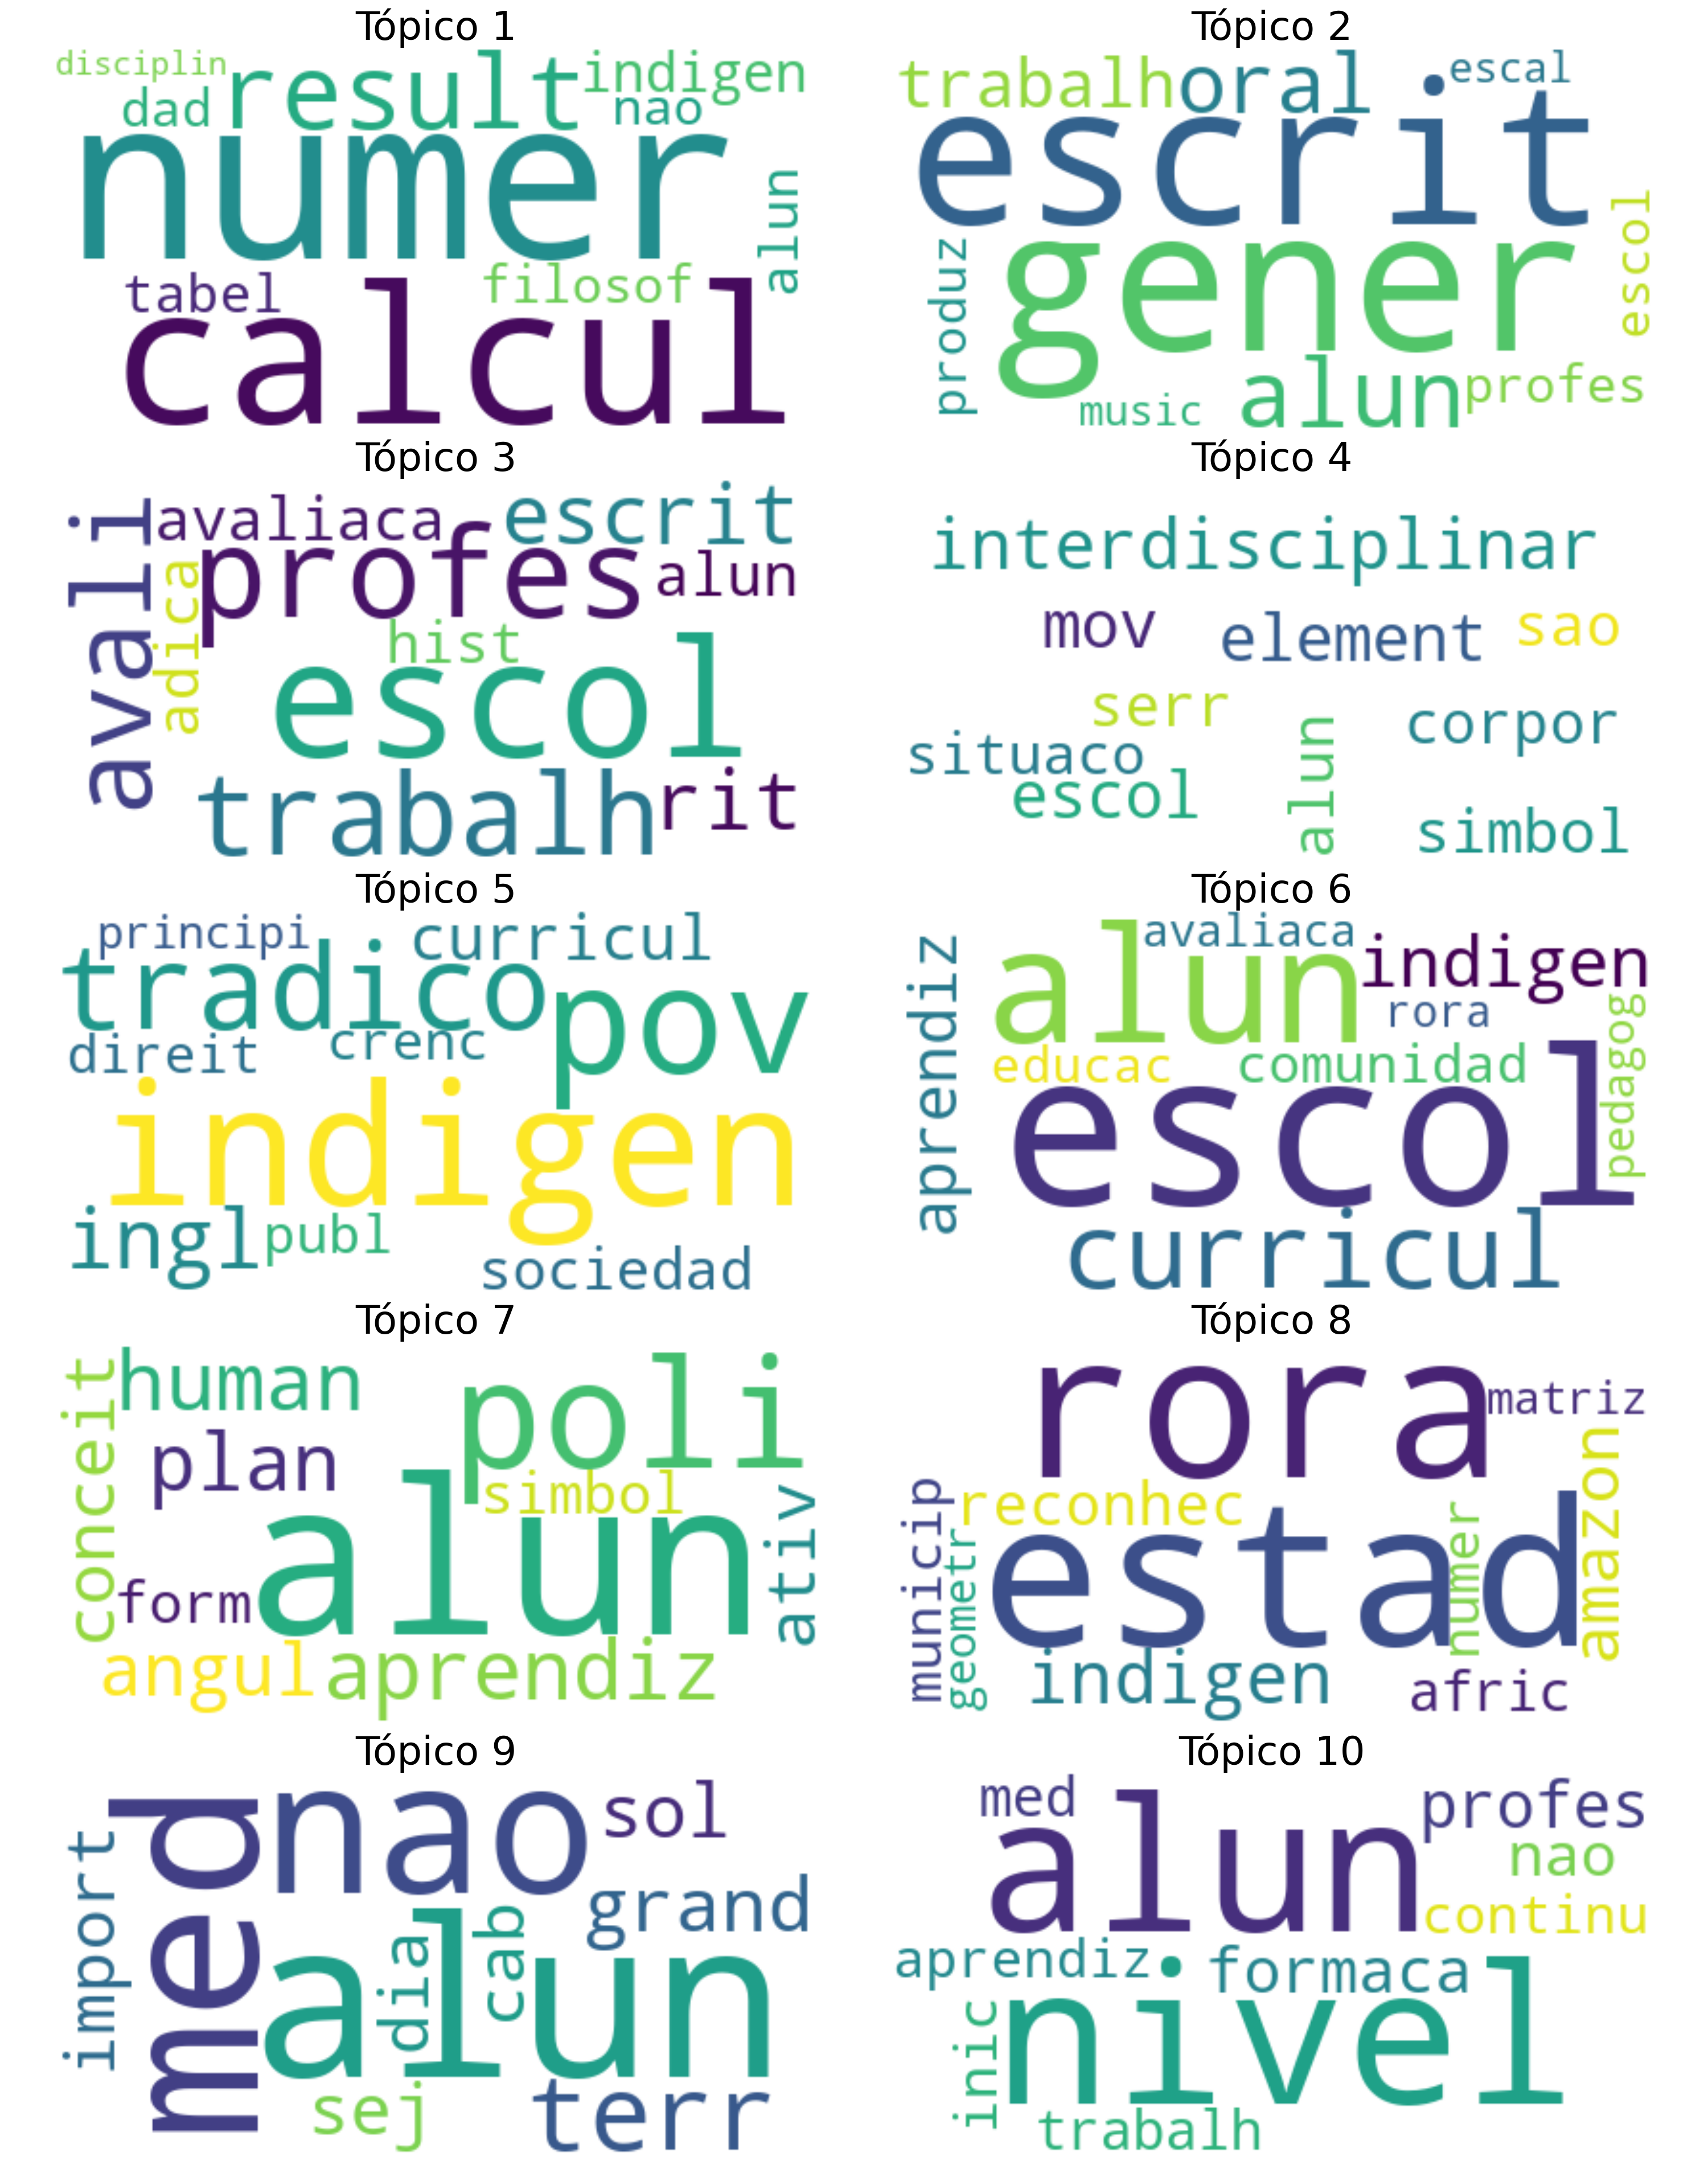 Tópico 1
disciplin
result
indigen
dad
nao
numer
alun
tabel
filosof
calcul
Tópico 2
trabalh
oral
escal
escrit
escol
produz
gener
music
alun
profes
Tópico 3
avali
avaliaca
escrit
profes
alun
adica
hist
escol
trabalh
rit
Tópico 4
interdisciplinar
mov
element
sao
serr
corpor
situaco
escol
alun
simbol
Tópico 5
principi
curricul
tradico
pov
direit
crenc
indigen
ingl
publ
sociedad
Tópico 6
aprendiz
avaliaca
alun
indigen
rora
educac
comunidad
pedagog
escol
curricul
Tópico 7
conceit
human
poli
plan
simbol
ativ
form
alun
angul
aprendiz
Tópico 8
rora
matriz
municip
reconhec
amazon
geometr
estad
numer
indigen
afric
Tópico 9
import
med
nao
sol
grand
cab
dia
alun
sej
terr
Tópico 10
med
alun
profes
nao
continu
aprendiz
formaca
inic
nivel
trabalh